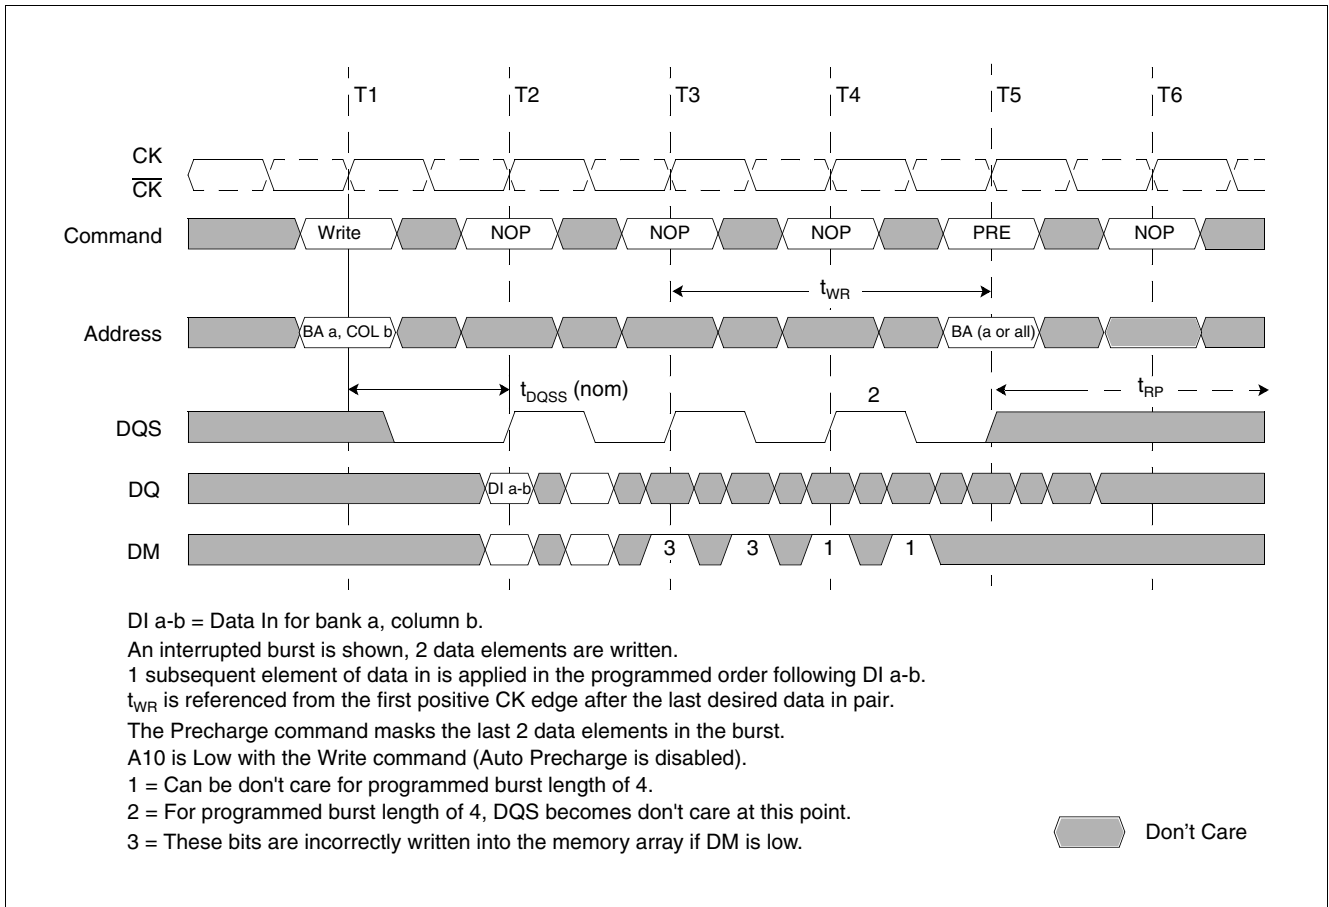 T1 T2 T3 T4 T5 T6
CK
CK
Command Write NOP NOP NOP PRE NOP
tWR
Address BA a, COL b BA (a or all)
tDQSS (nom) 2 tRP
DQS
DQ DI a-b
DM 3 3 1 1
DI a-b = Data In for bank a, column b.
An interrupted burst is shown, 2 data elements are written.
1 subsequent element of data in is applied in the programmed order following DI a-b.
tWR is referenced from the first positive CK edge after the last desired data in pair.
The Precharge command masks the last 2 data elements in the burst.
A10 is Low with the Write command (Auto Precharge is disabled).
1 = Can be don't care for programmed burst length of 4.
2 = For programmed burst length of 4, DQS becomes don't care at this point.
3 = These bits are incorrectly written into the memory array if DM is low.
Don't Care